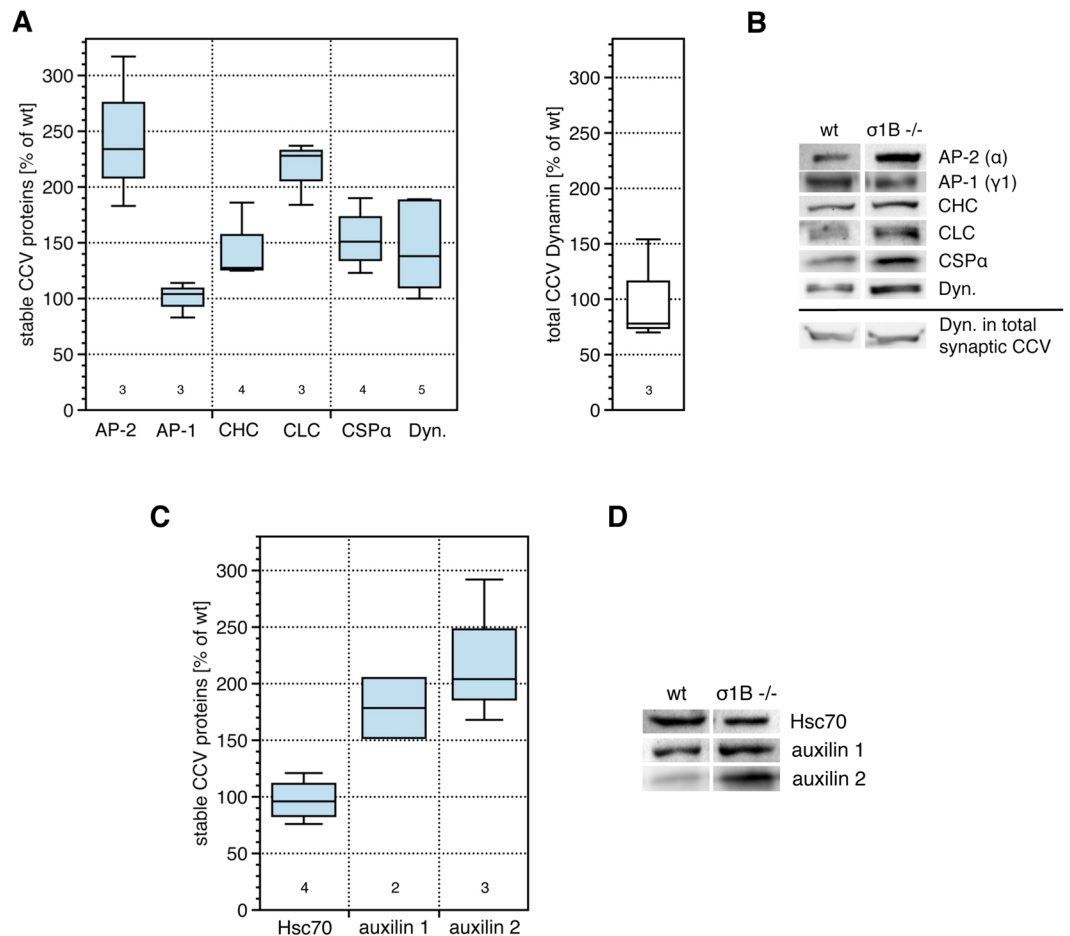 A
stable CCV proteins [% of wt]
300
250
200
150
100
50
0
3
3
4
3
4
5
AP-2
AP-1
CHC
CLC
CSPα
Dyn.
total CCV Dynamin [% of wt]
300
250
200
150
100
50
0
3
B
wt
σ1B -/-
AP-2 (α)
AP-1 (γ1)
CHC
CLC
CSPα
Dyn.
Dyn. in total
synaptic CCV
C
stable CCV proteins [% of wt]
300
250
200
150
100
50
0
4
2
3
Hsc70
auxilin 1
auxilin 2
D
wt
σ1B -/-
Hsc70
auxilin 1
auxilin 2